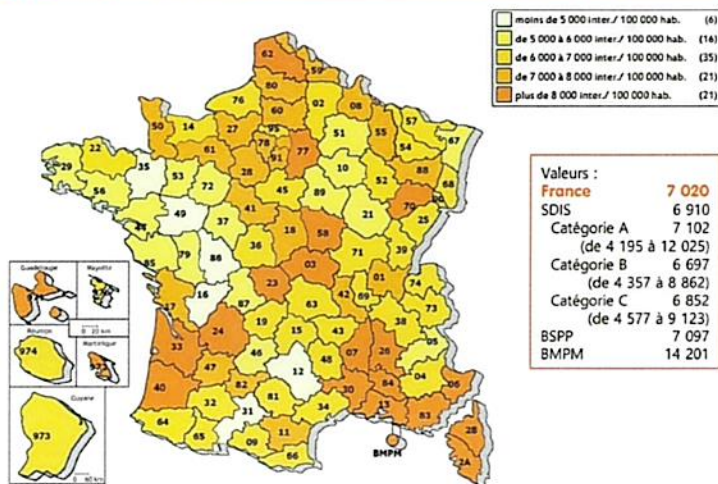 moins de 5 000 inter./ 100 000 hab. (6)
de 5 000 à 6 000 inter./ 100 000 hab. (16)
de 6 000 à 7 000 inter./ 100 000 hab. (35)
de 7 000 à 8 000 inter./ 100 000 hab. (21)
plus de 8 000 inter./ 100 000 hab. (21)
Valeurs :
France 7 020
SDIS 6 910
Catégorie A 7 102
(de 4 195 à 12 025)
Catégorie B 6 697
(de 4 357 à 8 862)
Catégorie C 6 852
(de 4 577 à 9 123)
BSPP 7 097
BMPM 14 201
62
59
80
76 02 08
60
50 14 27 95 51 55 57 67
78 77 54
61 91
22 28 10 88 68
29 35 53 52
56 72 45 89 70
49 41 21 25
44 37 18 58
36 39
85 79 86 71
03
17 16 23 01 74
87 42 69
63 73
24 19 38
33 15 43
46 07 26 05
47 12 48
40 82 84 04 06
32 81 30 13 83
64 31 34
65 11
09 66 2B
2A
BMPM
Guadeloupe
Mayotte
0 20 km
Réunion
974
Martinique
972
Guyane
973
0 60 km